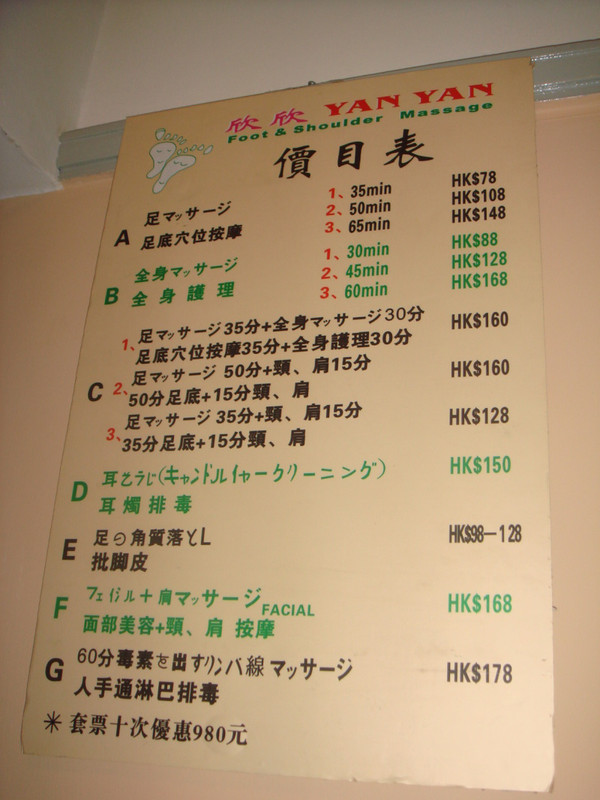 欣欣 YAN YAN
Foot & Shoulder Massage
價目表
A 足マッサージ 1、35min HK$78
足底穴位按摩 2、50min HK$108
3、65min HK$148
B 全身マッサージ 1、30min HK$88
全身護理 2、45min HK$128
3、60min HK$168
C 1、足マッサージ35分+全身マッサージ30分 HK$160
足底穴位按摩35分+全身護理30分
2、足マッサージ 50分+頸、肩15分 HK$160
50分足底+15分頸、肩
3、足マッサージ 35分+頸、肩15分 HK$128
35分足底+15分頸、肩
D 耳そうじ(キャンドルイャークリーニング) HK$150
耳燭排毒
E 足の角質落とL HK$98-128
批脚皮
F フェイシル+肩マッサージFACIAL HK$168
面部美容+頸、肩 按摩
G 60分毒素を出すリンパ線 マッサージ HK$178
人手通淋巴排毒
* 套票十次優惠980元